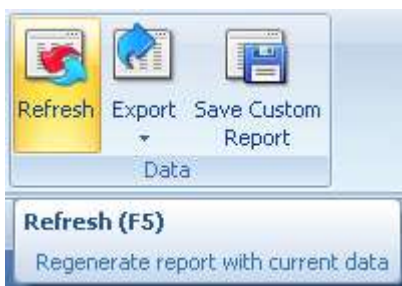 Refresh Export Save Custom
Report
Data
Refresh (F5)
Regenerate report with current data